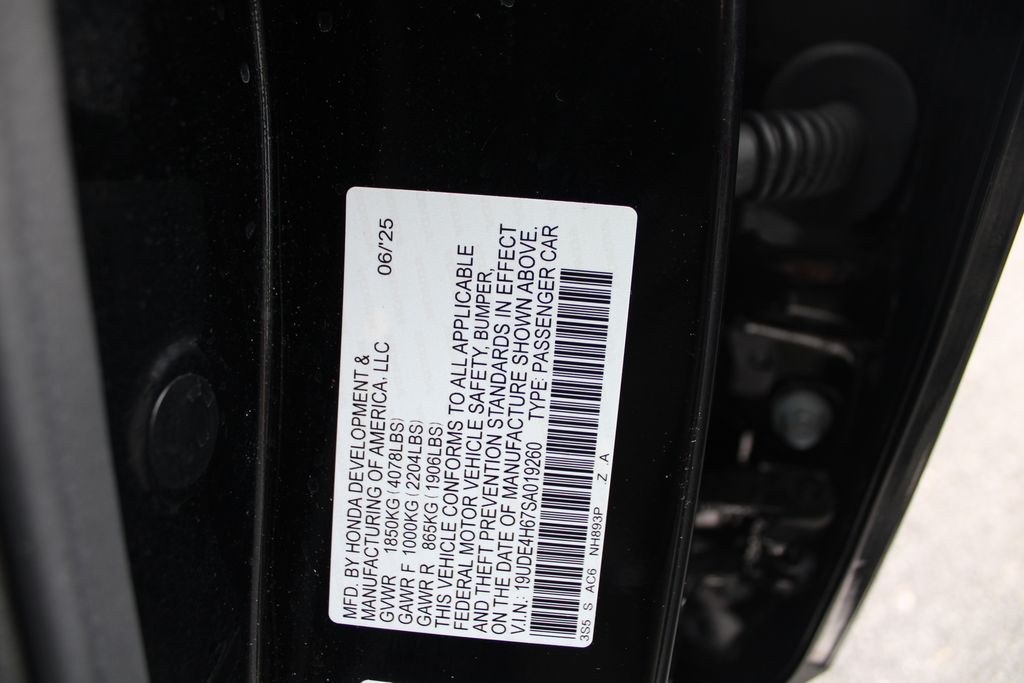 MFD. BY HONDA DEVELOPMENT &
MANUFACTURING OF AMERICA, LLC 06/'25
GVWR 1850KG (4078LBS)
GAWR F 1000KG (2204LBS)
GAWR R 865KG (1906LBS)
THIS VEHICLE CONFORMS TO ALL APPLICABLE
FEDERAL MOTOR VEHICLE SAFETY, BUMPER,
AND THEFT PREVENTION STANDARDS IN EFFECT
ON THE DATE OF MANUFACTURE SHOWN ABOVE.
V.I.N.: 19UDE4H67SA019260 TYPE: PASSENGER CAR
3S5 S AC6 NH893P .Z .A